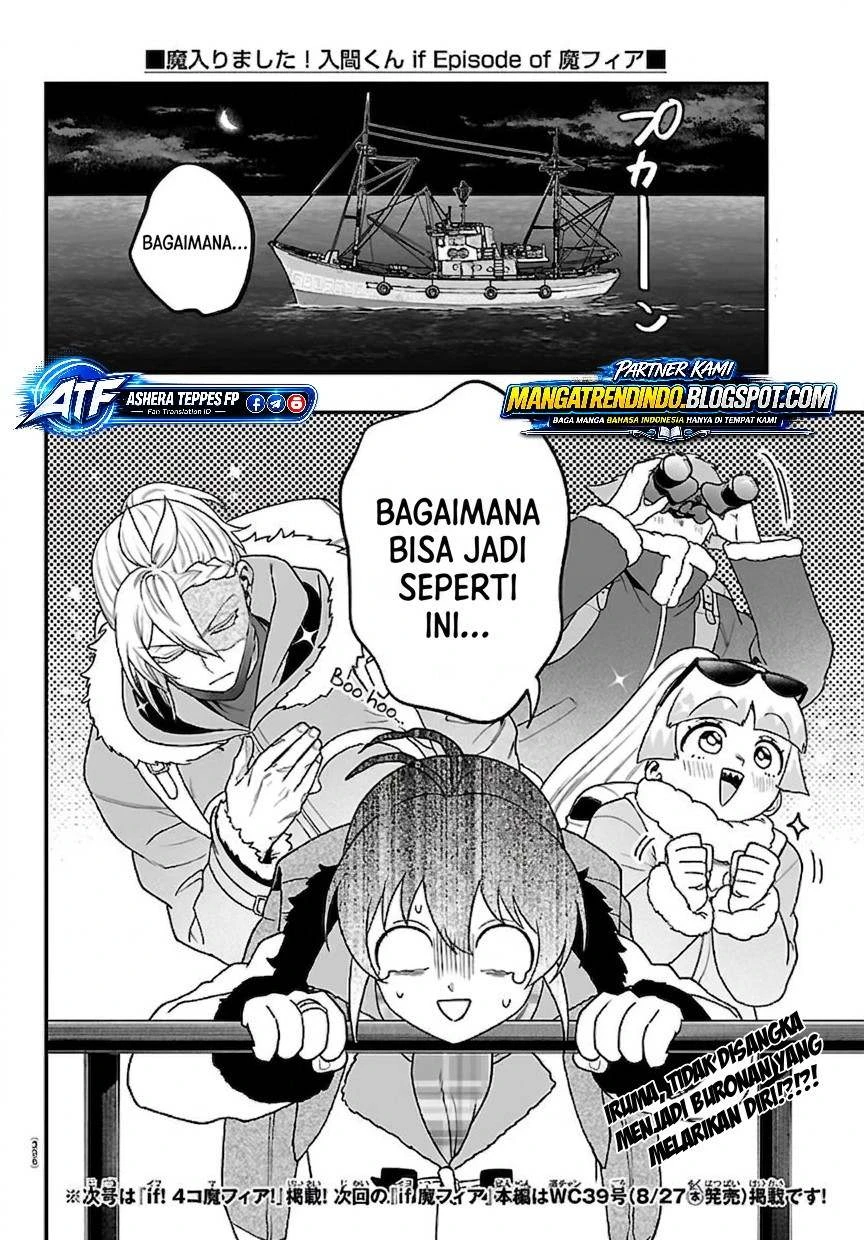 ■魔入りました！入間くん if Episode of 魔フィア■
プカーン
BAGAIMANA...
ATF
ASHERA TEPPES FP
Fan Translation ID
PARTNER KAMI
MANGATRENDINDO.BLOGSPOT.COM
BAGA MANGA BAHASA INDONESIA HANYA DI TEMPAT KAMI
BAGAIMANA
BISA JADI
SEPERTI
INI...
Boo hoo...
IRUMA, TIDAK DISANGKA
MENJADI BURONAN YANG
MELARIKAN DIRI!?!?!
※次号は『if! 4コ魔フィア!』掲載! 次回の『if 魔フィア』本編はWC39号(8/27㊍発売)掲載です!